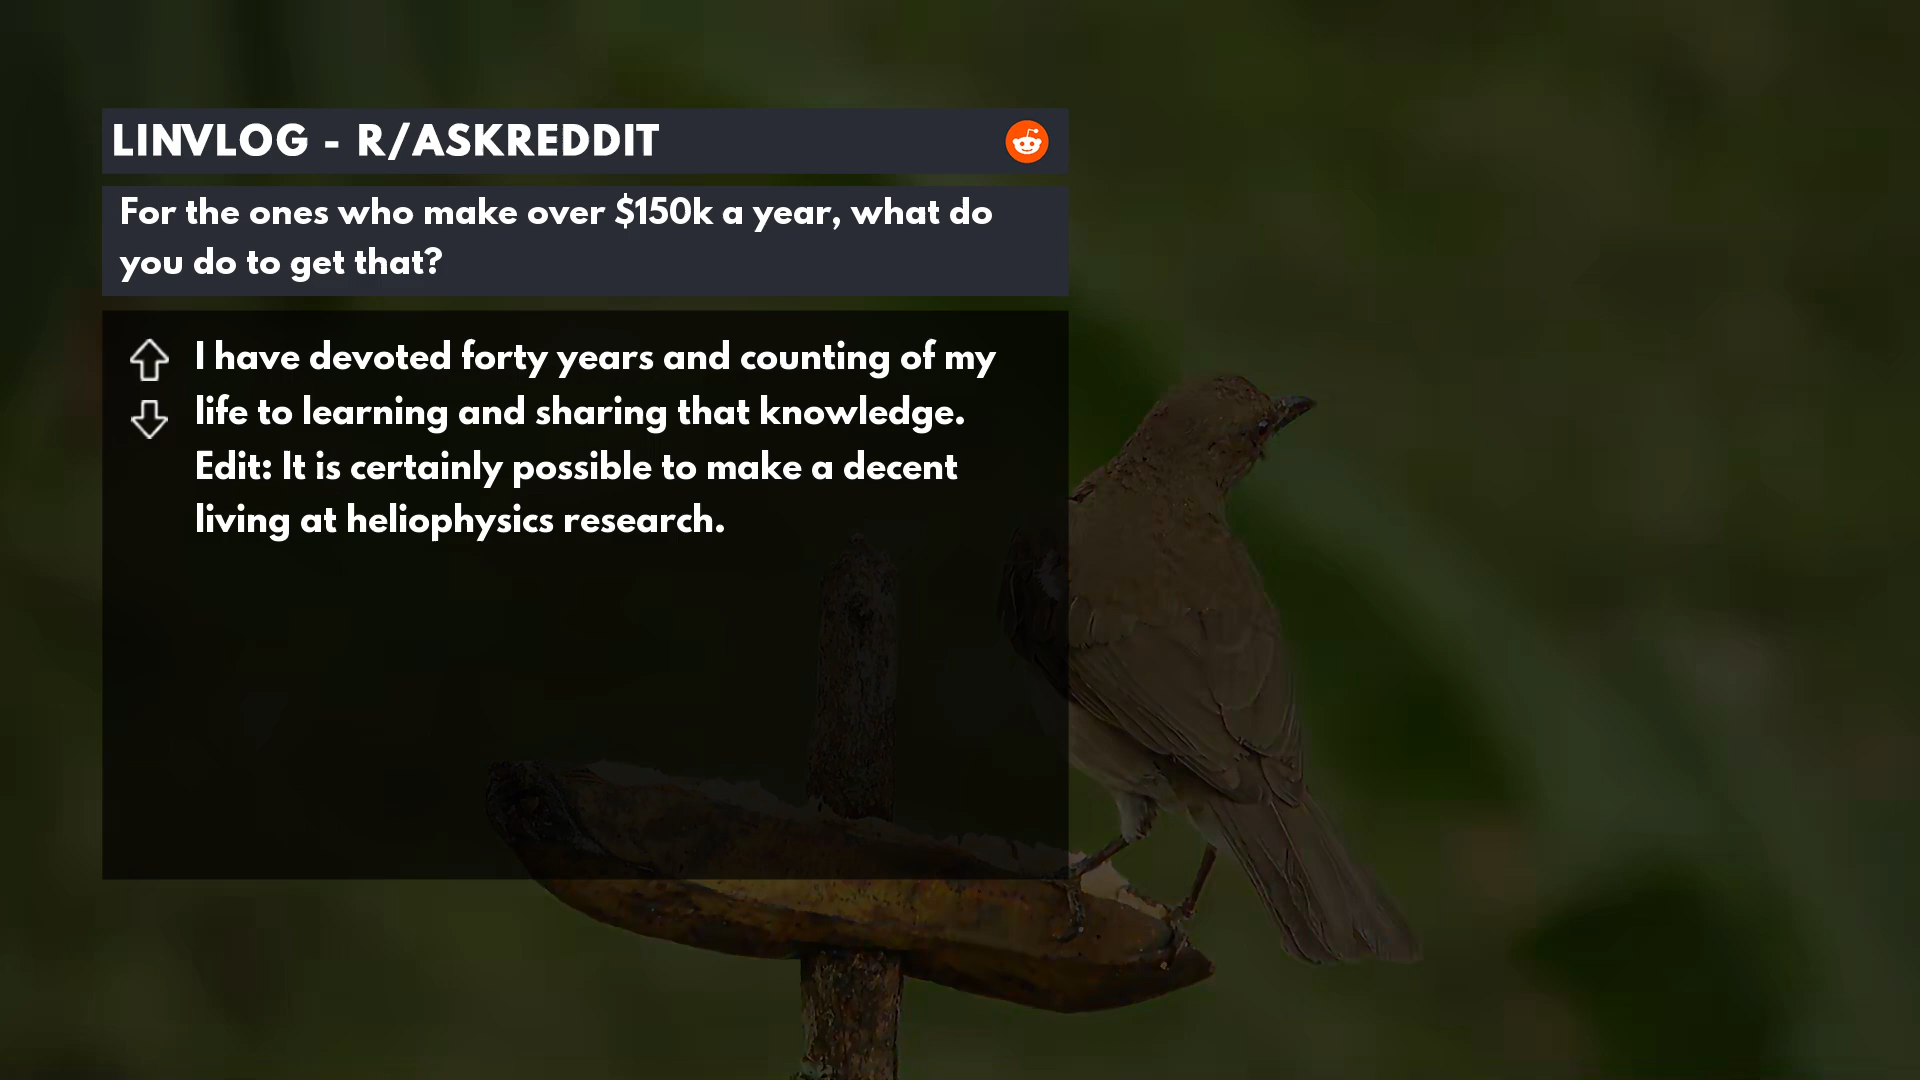 LINVLOG - R/ASKREDDIT
For the ones who make over $150k a year, what do
you do to get that?
I have devoted forty years and counting of my
life to learning and sharing that knowledge.
Edit: It is certainly possible to make a decent
living at heliophysics research.